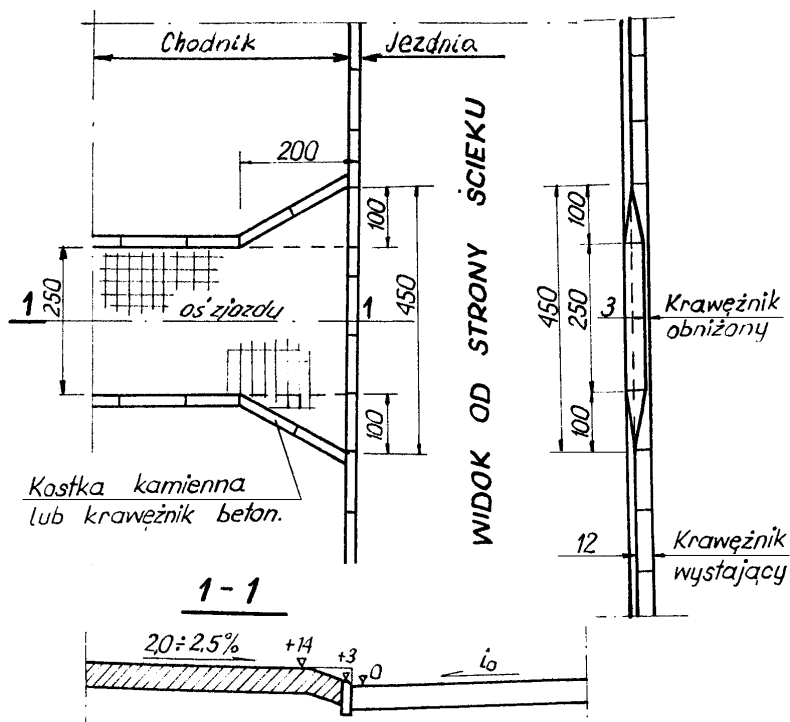 Chodnik
Jezdnia
200
100
250
oś zjazdu
1
1
450
100
Kostka kamienna
lub krawężnik beton.
WIDOK OD STRONY ŚCIEKU
100
450
250
3
100
Krawężnik
obniżony
12
Krawężnik
wystający
1-1
2,0÷2,5%
+14
+3
0
i₀